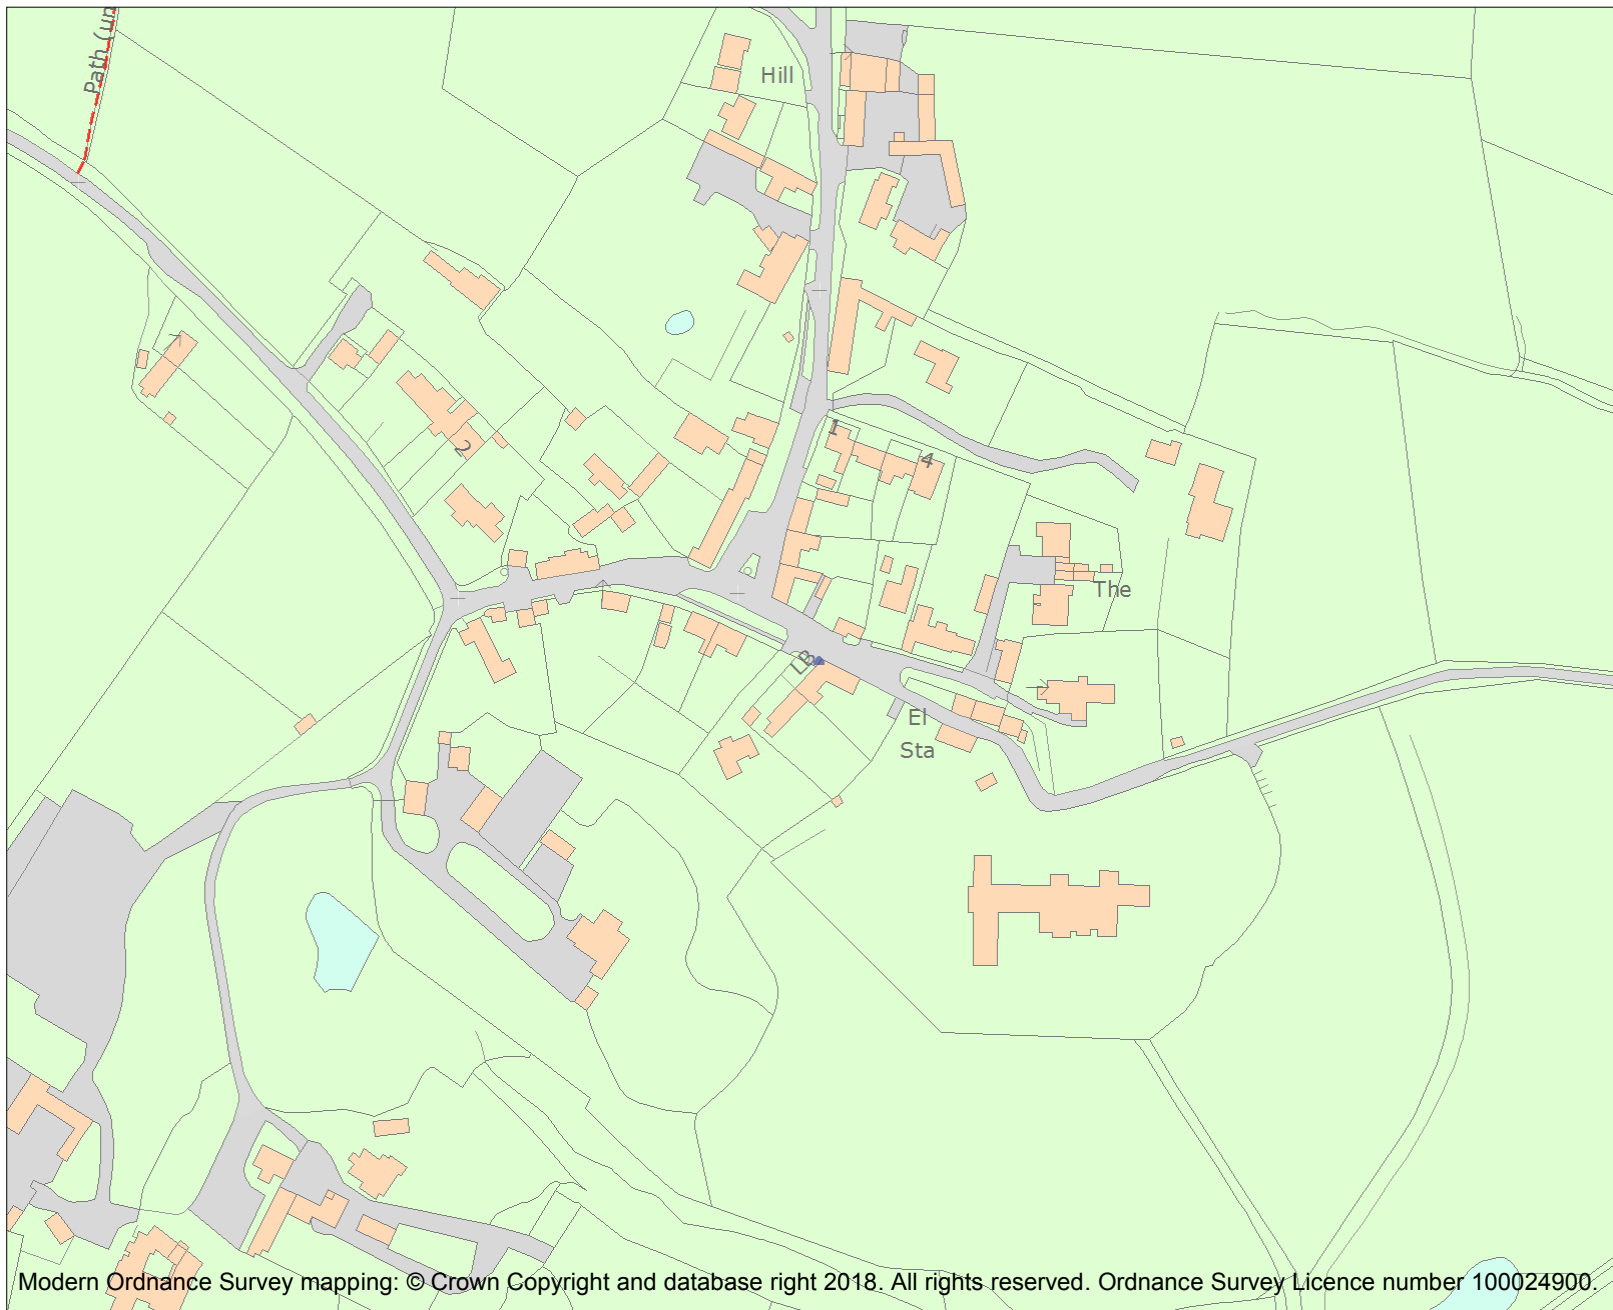 Path (un
Hill
1
2
1
4
The
LB
El
Sta
Modern Ordnance Survey mapping: © Crown Copyright and database right 2018. All rights reserved. Ordnance Survey Licence number 100024900.